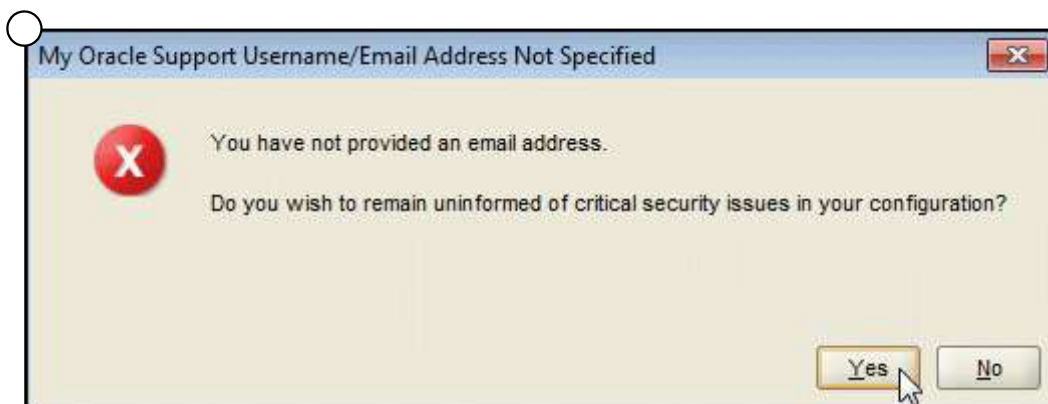 My Oracle Support Username/Email Address Not Specified
You have not provided an email address.
Do you wish to remain uninformed of critical security issues in your configuration?
Yes No